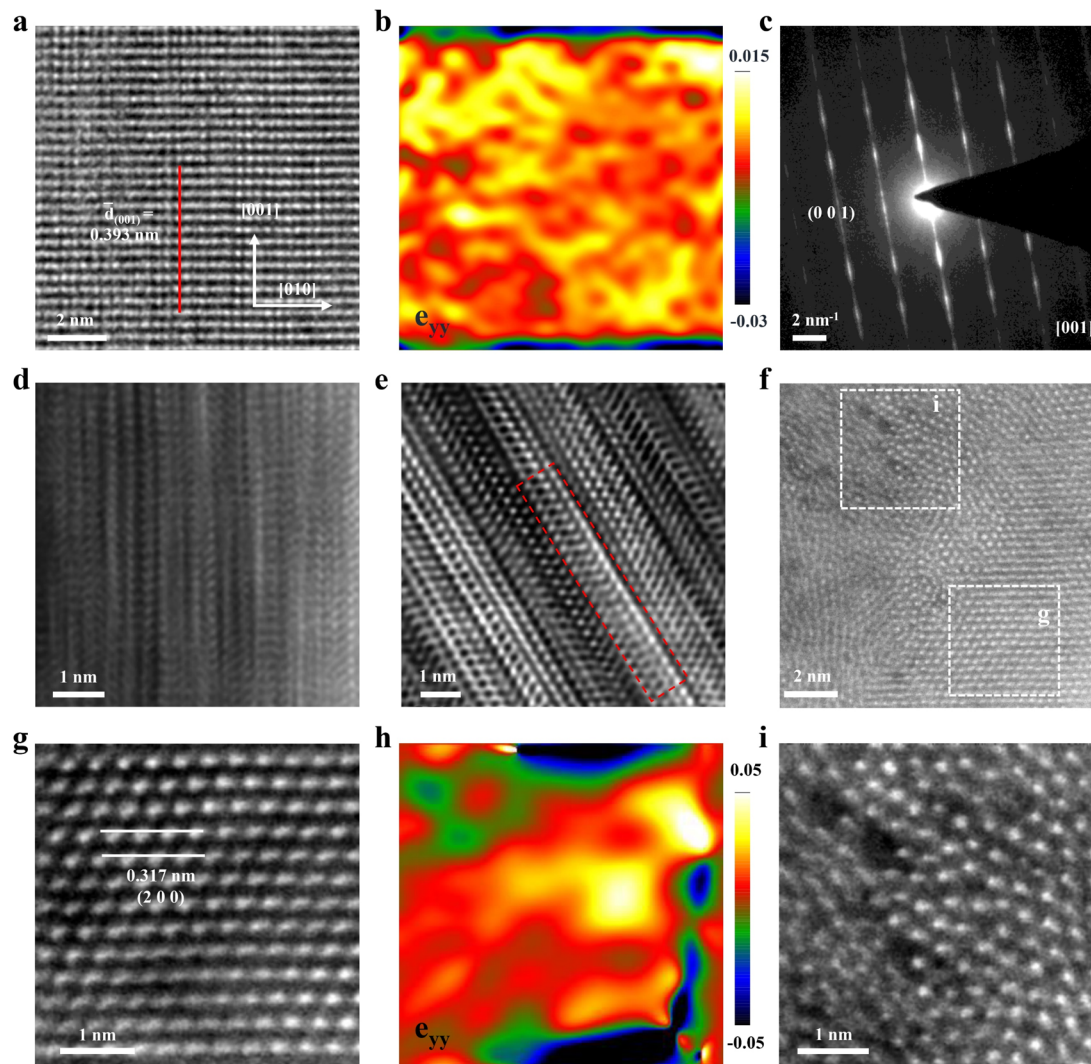 a
d̅(001) =
0.393 nm
[001]
[010]
2 nm
b
0.015
-0.03
eyy
c
(0 0 1)
2 nm-1
[001]
d
1 nm
e
1 nm
f
i
g
2 nm
g
0.317 nm
(2 0 0)
1 nm
h
0.05
-0.05
eyy
i
1 nm